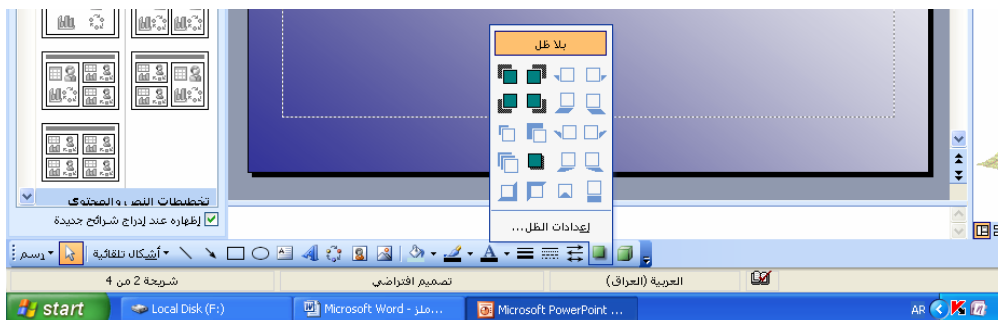 بلا ظل
إعدادات الظل...
تخطيطات النص والمحتوى
إظهاره عند إدراج شرائح جديدة
رسم
أشكال تلقائية
شريحة 2 من 4
تصميم افتراضي
العربية (العراق)
start
Local Disk (F:)
Microsoft Word - ملز...
Microsoft PowerPoint ...
AR